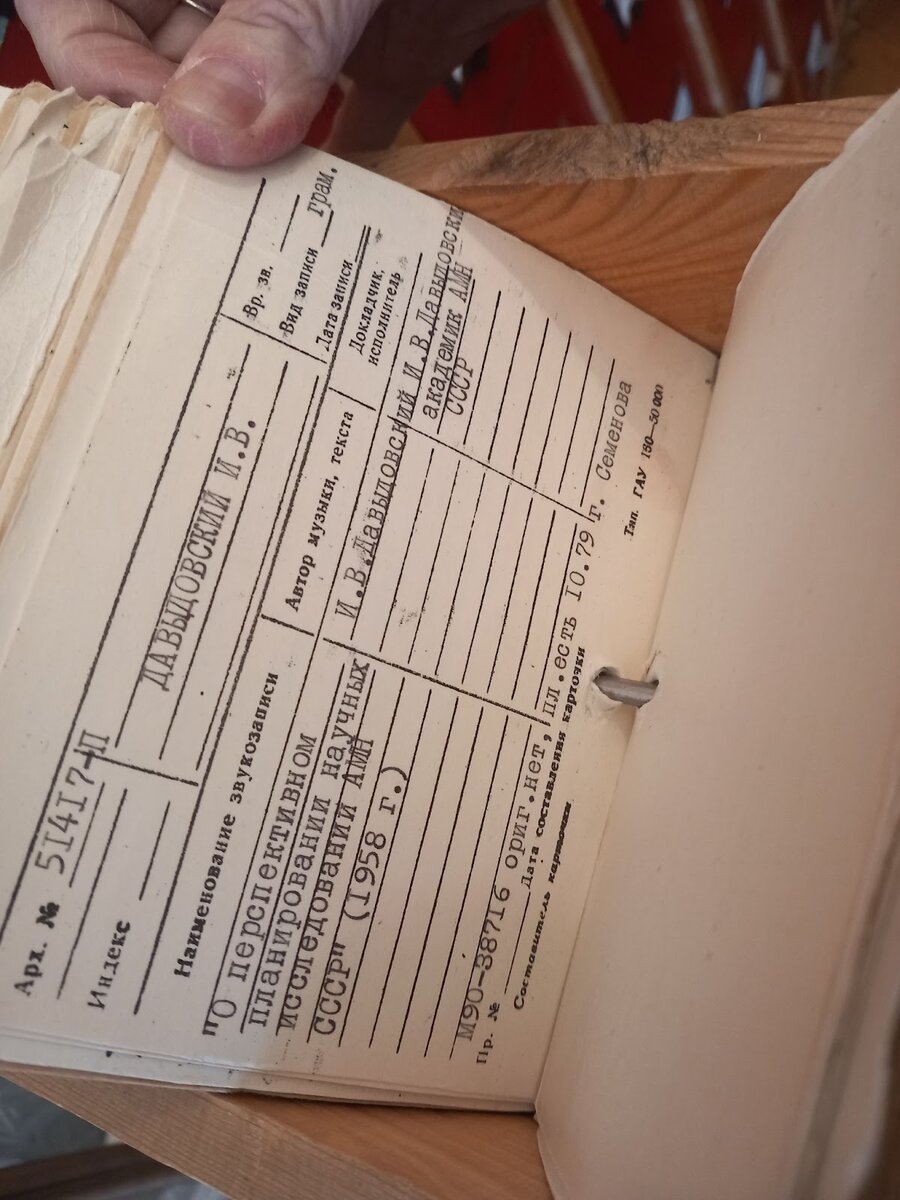 Арх. № 5I4I7-П
Индекс
ДАВЫДОВСКИЙ И.В.
Вр. зв.
Вид записи грам.
Дата записи
Наименование звукозаписи
Автор музыки, текста
Докладчик,
исполнитель
"О перспективном
планировании научных
исследований АМН
СССР" (1958 г.)
И.В.Давыдовский
И.В.Давыдовский
академик АМН
СССР
М90-38716 ориг.нет, пл.есть 10.79 г. Семенова
Пр. №
Дата составления карточки
Составитель карточки
Тип. ГАУ 150—50 000